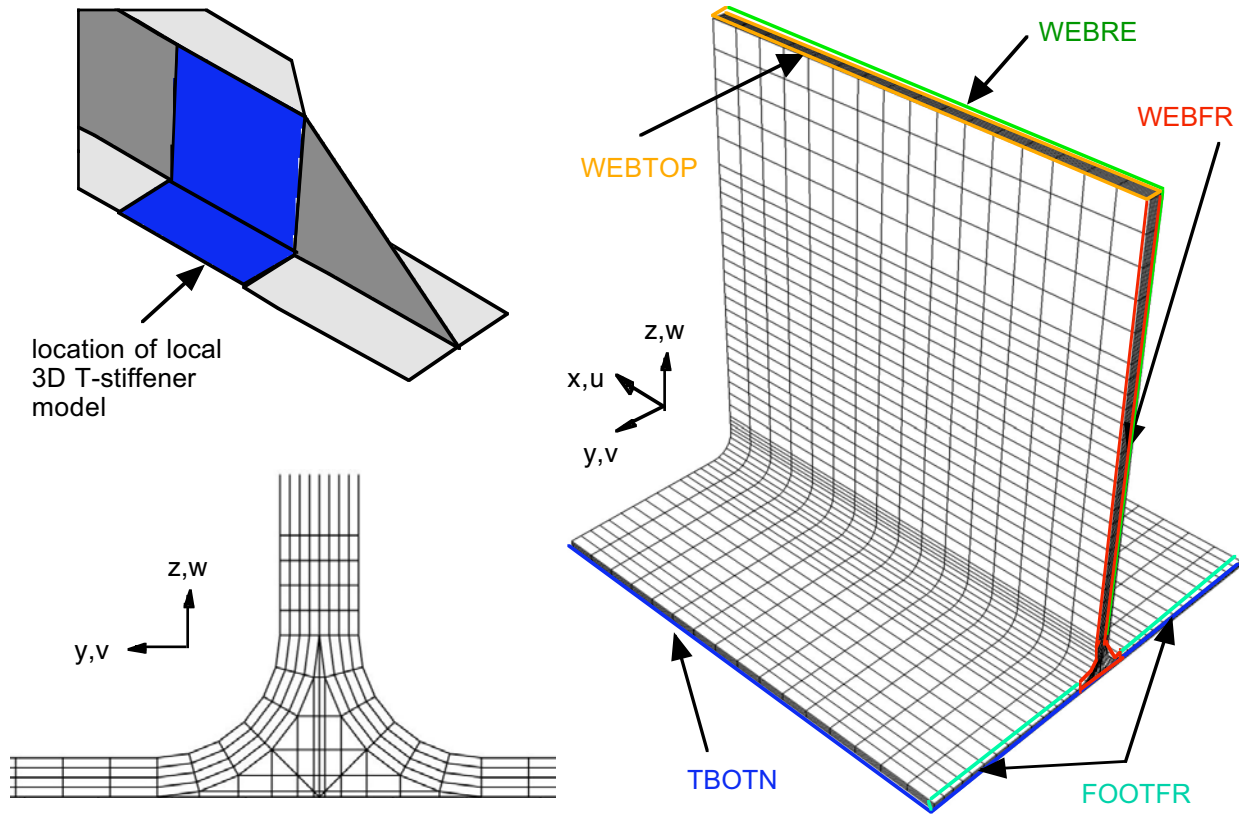 WEBRE
WEBFR
WEBTOP
location of local
3D T-stiffener
model
z,w
x,u
y,v
z,w
y,v
TBOTN
FOOTFR